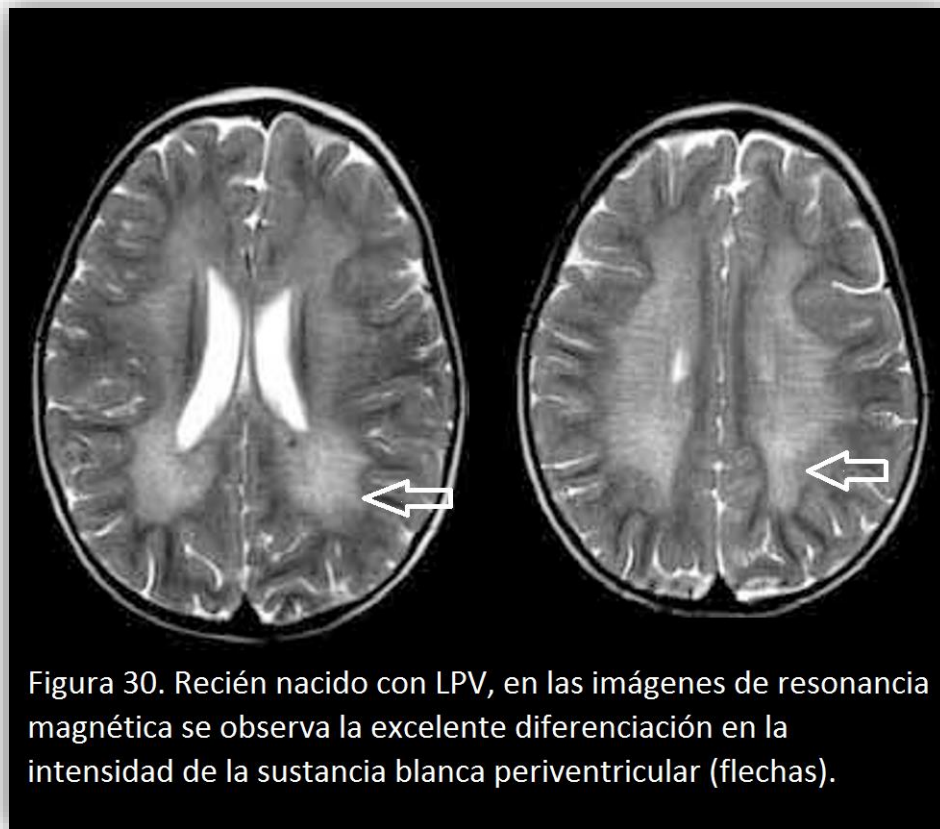 Figura 30. Recién nacido con LPV, en las imágenes de resonancia
magnética se observa la excelente diferenciación en la
intensidad de la sustancia blanca periventricular (flechas).